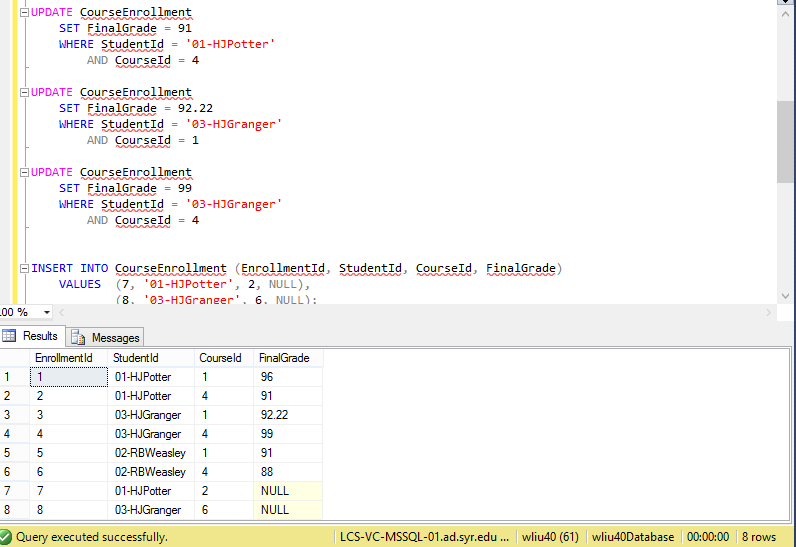 UPDATE CourseEnrollment
SET FinalGrade = 91
WHERE StudentId = '01-HJPotter'
AND CourseId = 4
UPDATE CourseEnrollment
SET FinalGrade = 92.22
WHERE StudentId = '03-HJGranger'
AND CourseId = 1
UPDATE CourseEnrollment
SET FinalGrade = 99
WHERE StudentId = '03-HJGranger'
AND CourseId = 4
INSERT INTO CourseEnrollment (EnrollmentId, StudentId, CourseId, FinalGrade)
VALUES (7, '01-HJPotter', 2, NULL),
(8, '03-HJGranger', 6, NULL);
00 %
Results Messages
EnrollmentId StudentId CourseId FinalGrade
1 1 01-HJPotter 1 96
2 2 01-HJPotter 4 91
3 3 03-HJGranger 1 92.22
4 4 03-HJGranger 4 99
5 5 02-RBWeasley 1 91
6 6 02-RBWeasley 4 88
7 7 01-HJPotter 2 NULL
8 8 03-HJGranger 6 NULL
Query executed successfully. LCS-VC-MSSQL-01.ad.syr.edu ... wliu40 (61) wliu40Database 00:00:00 8 rows